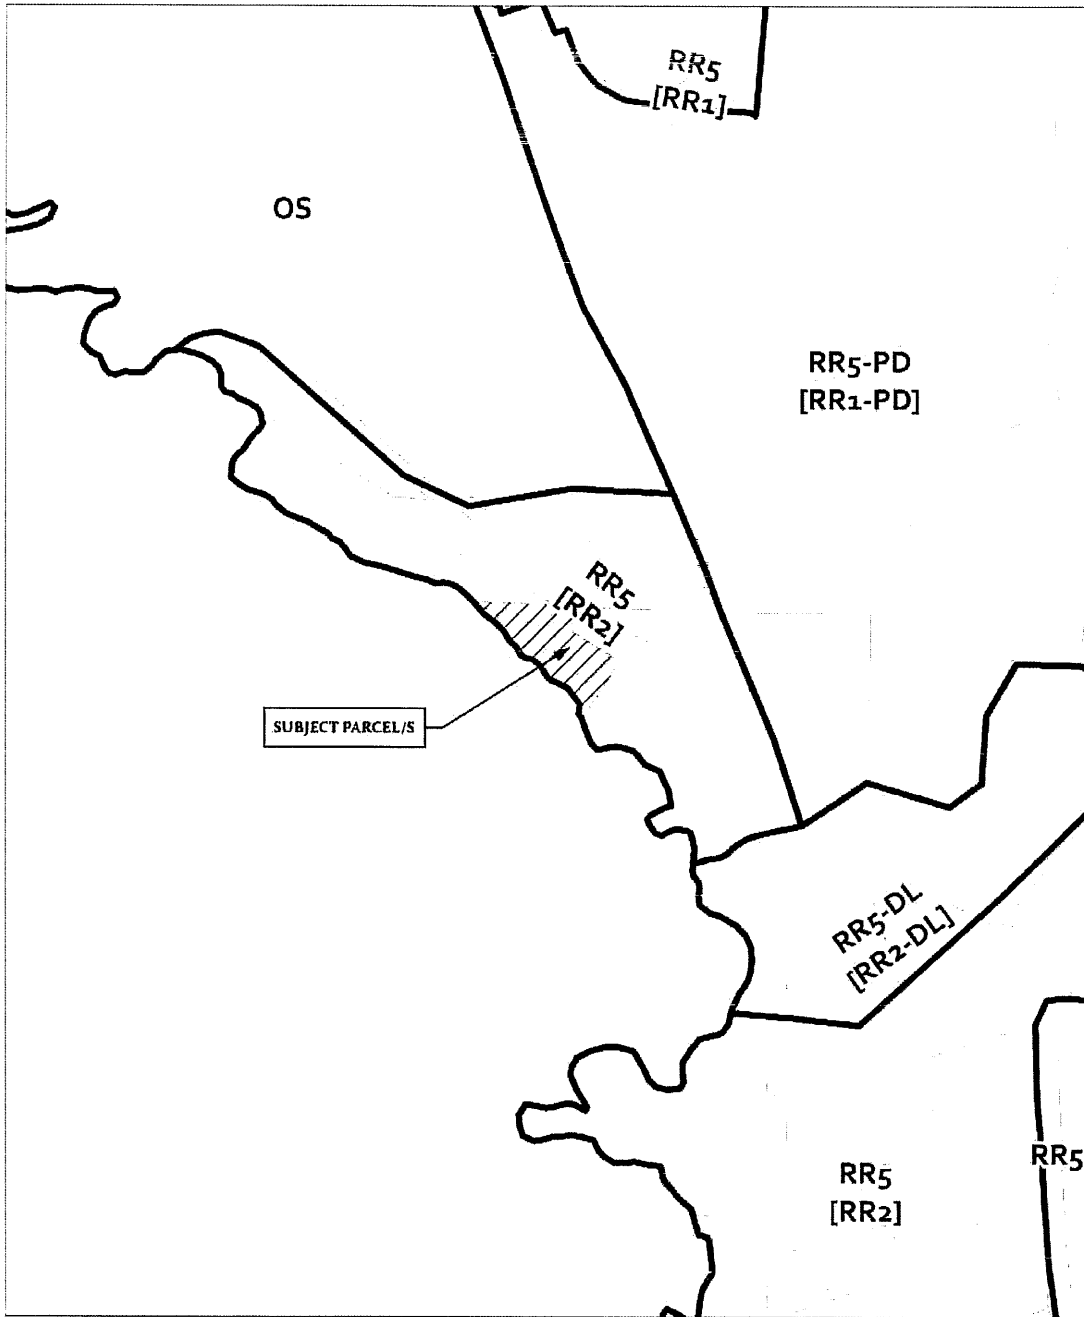 RR5
[RR1]
OS
RR5-PD
[RR1-PD]
RR5
[RR2]
SUBJECT PARCEL/S
RR5-DL
[RR2-DL]
RR5
[RR2]
RR5